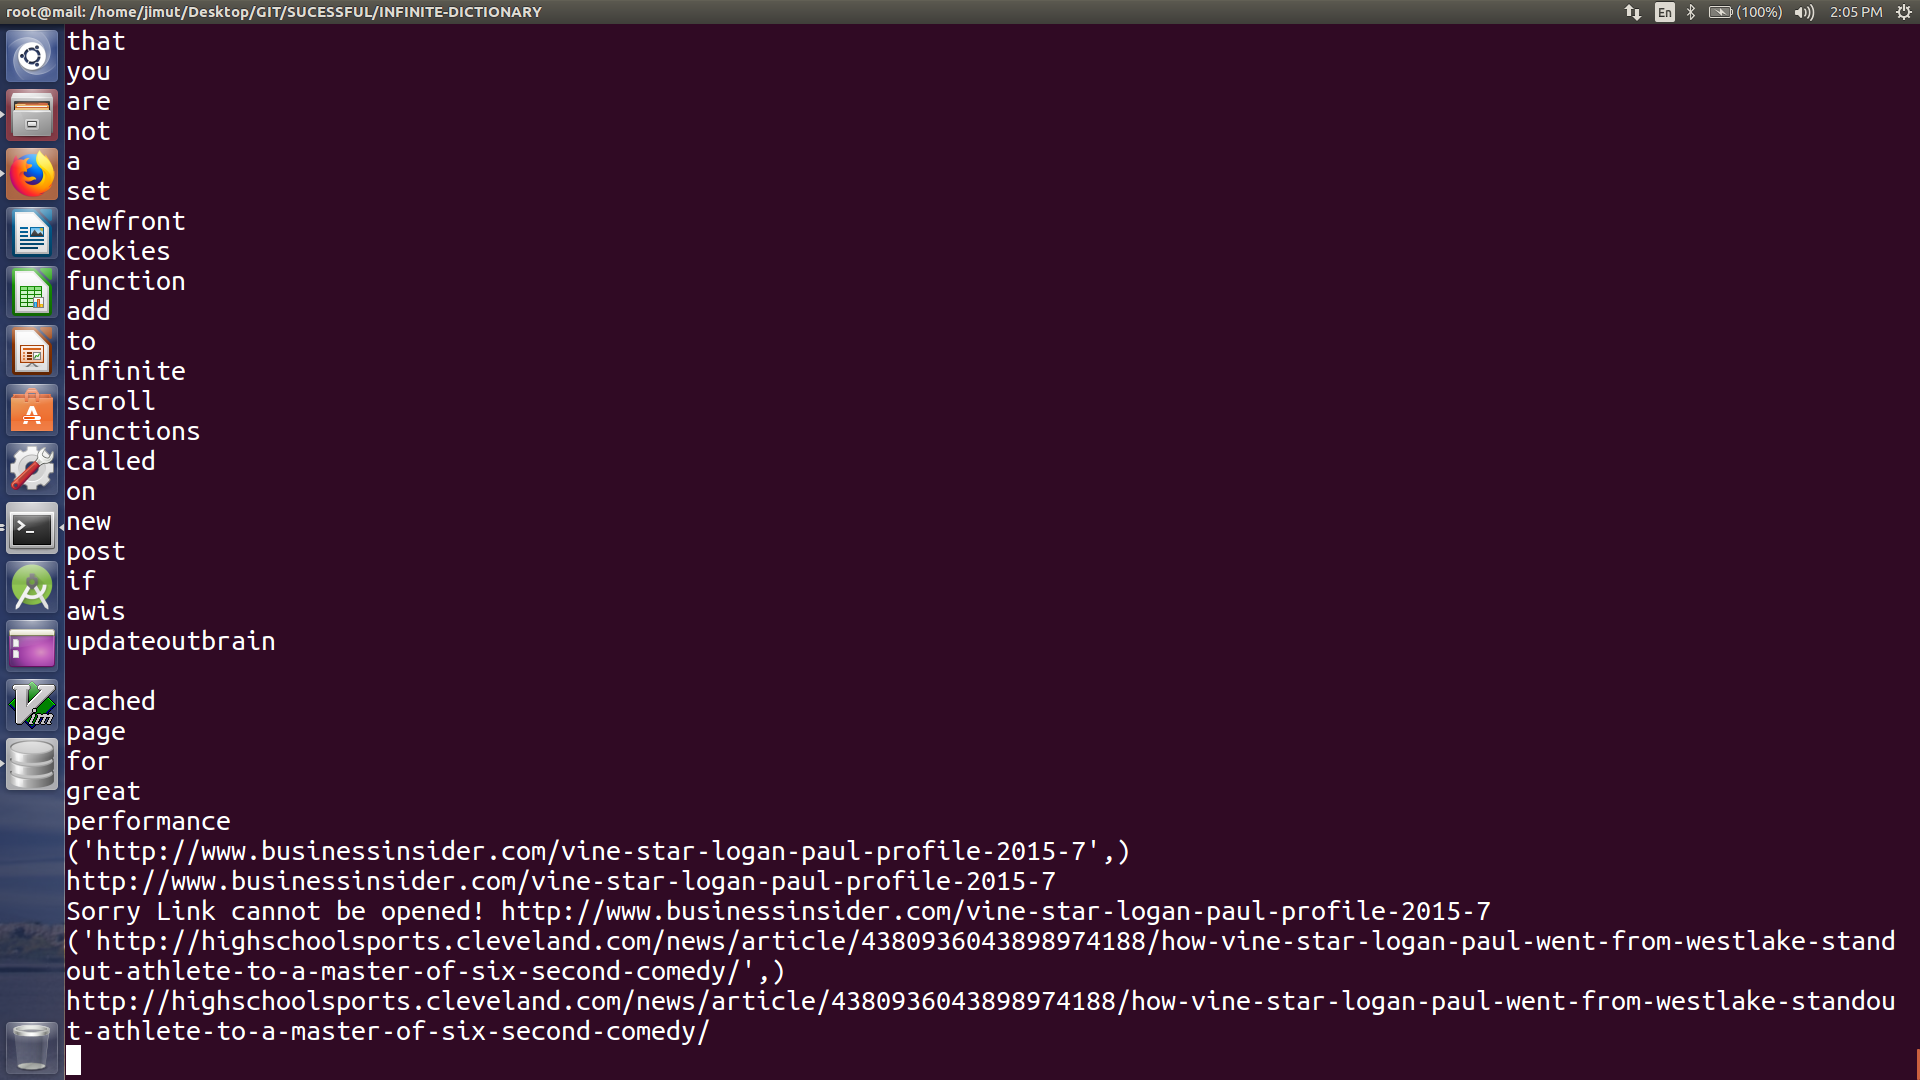 root@mail: /home/jimut/Desktop/GIT/SUCESSFUL/INFINITE-DICTIONARY
En
(100%)
2:05 PM
that
you
are
not
a
set
newfront
cookies
function
add
to
infinite
scroll
functions
called
on
new
post
if
awis
updateoutbrain
cached
page
for
great
performance
('http://www.businessinsider.com/vine-star-logan-paul-profile-2015-7',)
http://www.businessinsider.com/vine-star-logan-paul-profile-2015-7
Sorry Link cannot be opened! http://www.businessinsider.com/vine-star-logan-paul-profile-2015-7
('http://highschoolsports.cleveland.com/news/article/4380936043898974188/how-vine-star-logan-paul-went-from-westlake-stand
out-athlete-to-a-master-of-six-second-comedy/',)
http://highschoolsports.cleveland.com/news/article/4380936043898974188/how-vine-star-logan-paul-went-from-westlake-standou
t-athlete-to-a-master-of-six-second-comedy/
A
>_
Vim